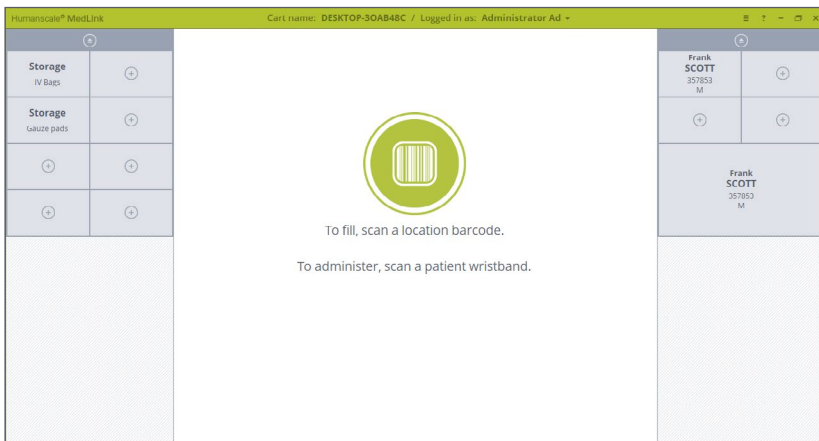 Humanscale® MedLink
Cart name: DESKTOP-3OAB48C / Logged in as: Administrator Ad
Storage
IV Bags
Storage
Gauze pads
To fill, scan a location barcode.
To administer, scan a patient wristband.
Frank
SCOTT
357853
M
Frank
SCOTT
357853
M